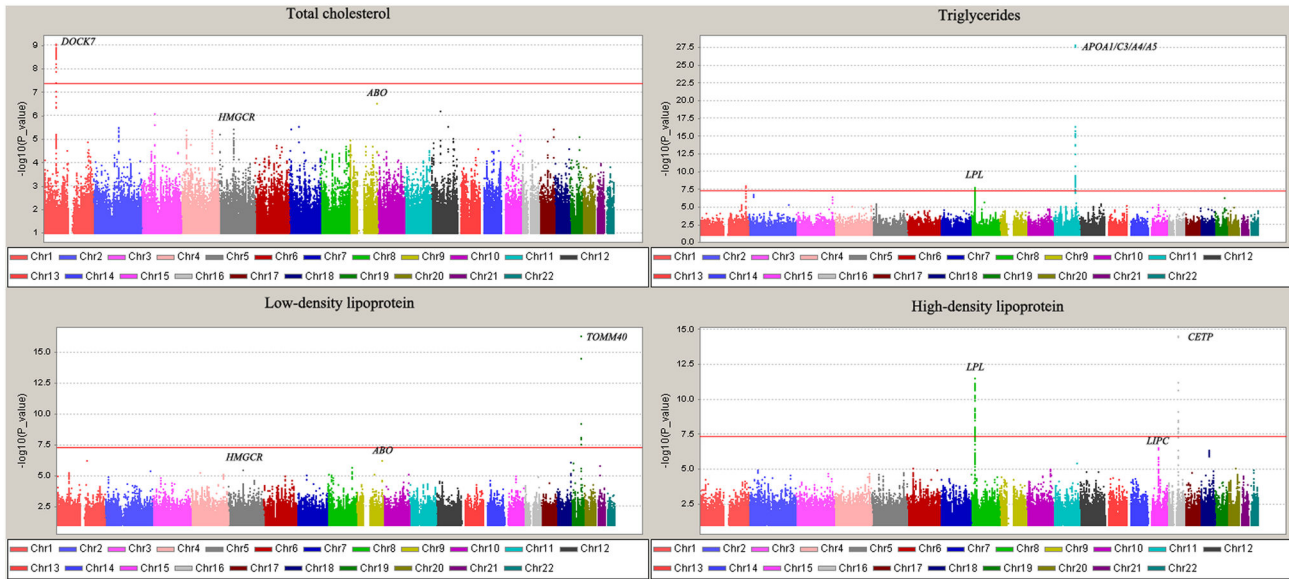 Total cholesterol
-log10(P_value)
9
8
7
6
5
4
3
2
1
DOCK7
HMGCR
ABO
Chr1 Chr2 Chr3 Chr4 Chr5 Chr6 Chr7 Chr8 Chr9 Chr10 Chr11 Chr12
Chr13 Chr14 Chr15 Chr16 Chr17 Chr18 Chr19 Chr20 Chr21 Chr22
Triglycerides
-log10(P_value)
27.5
25.0
22.5
20.0
17.5
15.0
12.5
10.0
7.5
5.0
2.5
0.0
APOA1/C3/A4/A5
LPL
Chr1 Chr2 Chr3 Chr4 Chr5 Chr6 Chr7 Chr8 Chr9 Chr10 Chr11 Chr12
Chr13 Chr14 Chr15 Chr16 Chr17 Chr18 Chr19 Chr20 Chr21 Chr22
Low-density lipoprotein
-log10(P_value)
15.0
12.5
10.0
7.5
5.0
2.5
TOMM40
HMGCR
ABO
Chr1 Chr2 Chr3 Chr4 Chr5 Chr6 Chr7 Chr8 Chr9 Chr10 Chr11 Chr12
Chr13 Chr14 Chr15 Chr16 Chr17 Chr18 Chr19 Chr20 Chr21 Chr22
High-density lipoprotein
-log10(P_value)
15.0
12.5
10.0
7.5
5.0
2.5
CETP
LPL
LIPC
Chr1 Chr2 Chr3 Chr4 Chr5 Chr6 Chr7 Chr8 Chr9 Chr10 Chr11 Chr12
Chr13 Chr14 Chr15 Chr16 Chr17 Chr18 Chr19 Chr20 Chr21 Chr22